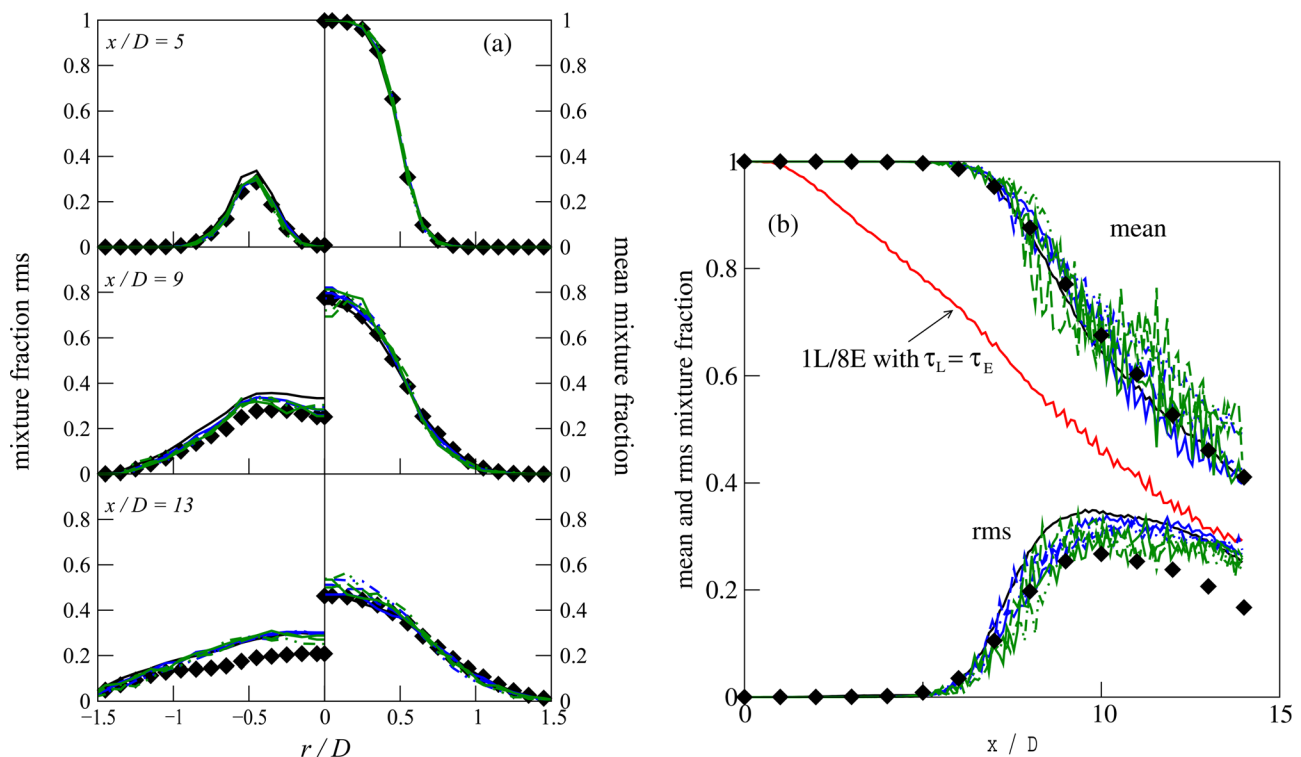 1 1
x / D = 5 (a)
0.8 0.8
0.6 0.6
0.4 0.4
0.2 0.2
0 0
x / D = 9
0.8 0.8
0.6 0.6
0.4 0.4
0.2 0.2
0 0
x / D = 13
0.8 0.8
0.6 0.6
0.4 0.4
0.2 0.2
0 0
−1.5 −1 −0.5 0 0.5 1 1.5
r / D
mixture fraction rms
mean mixture fraction
1
(b)
mean
0.8
1L/8E with τL = τE
0.6
0.4
rms
0.2
0
0 5 10 15
x / D
mean and rms mixture fraction